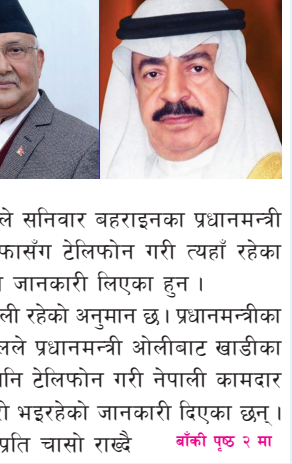 ले सनिवार बहराइनका प्रधानमन्त्री
फासँग टेलिफोन गरी त्यहाँ रहेका
जानकारी लिएका हुन ।
ली रहेको अनुमान छ। प्रधानमन्त्रीका
लले प्रधानमन्त्री ओलीबाट खाडीका
नि टेलिफोन गरी नेपाली कामदार
री भइरहेको जानकारी दिएका छन् ।
प्रति चासो राख्दै बाँकी पृष्ठ २ मा